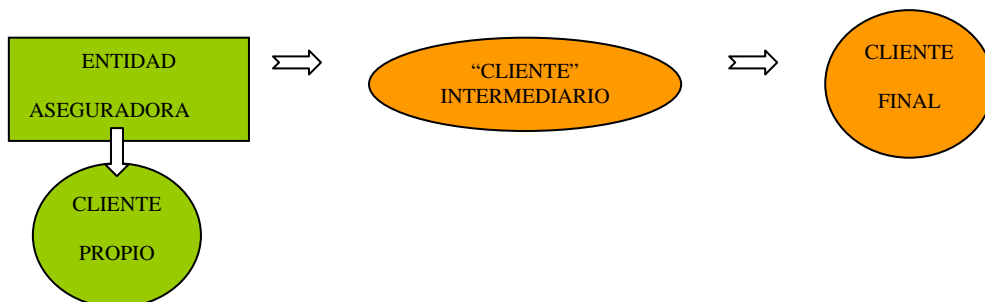 ENTIDAD
ASEGURADORA
“CLIENTE”
INTERMEDIARIO
CLIENTE
FINAL
CLIENTE
PROPIO